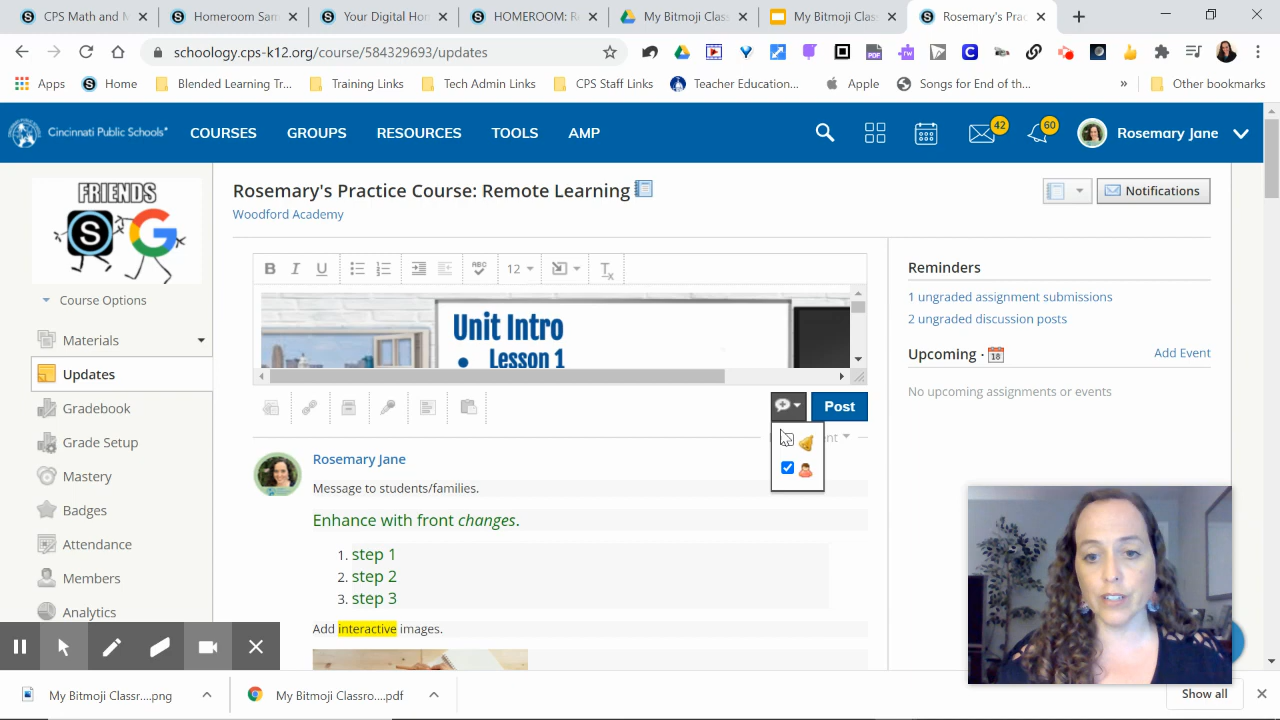 CPS Math and M
Homeroom Sam
Your Digital Ho
HOMEROOM: R
My Bitmoji Clas
My Bitmoji Clas
Rosemary's Prac
schoology.cps-k12.org/course/584329693/updates
Apps
Home
Blended Learning Tr...
Training Links
Tech Admin Links
CPS Staff Links
Teacher Education...
Apple
Songs for End of th...
»
Other bookmarks
Cincinnati Public Schools
COURSES
GROUPS
RESOURCES
TOOLS
AMP
42
60
Rosemary Jane
FRIENDS
S G
Rosemary's Practice Course: Remote Learning
Woodford Academy
Notifications
Course Options
Materials
Updates
Gradebook
Grade Setup
Mastery
Badges
Attendance
Members
Analytics
B I U
ABC
12
Tx
Unit Intro
• Lesson 1
Post
Rosemary Jane
Message to students/families.
Enhance with front changes.
1. step 1
2. step 2
3. step 3
Add interactive images.
Reminders
1 ungraded assignment submissions
2 ungraded discussion posts
Upcoming · 18
Add Event
No upcoming assignments or events
My Bitmoji Classr....png
My Bitmoji Classro....pdf
Show all